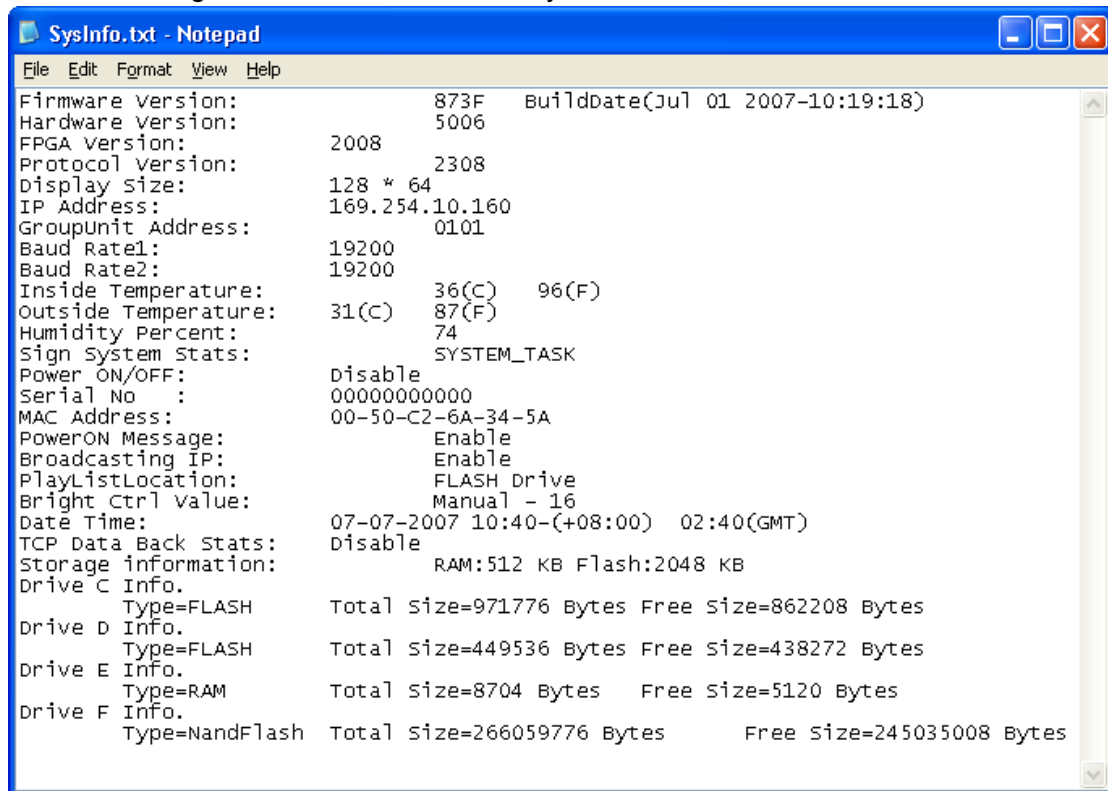 SysInfo.txt - Notepad
File Edit Format View Help
Firmware Version: 873F BuildDate(Jul 01 2007-10:19:18)
Hardware Version: 5006
FPGA Version: 2008
Protocol Version: 2308
Display Size: 128 * 64
IP Address: 169.254.10.160
GroupUnit Address: 0101
Baud Rate1: 19200
Baud Rate2: 19200
Inside Temperature: 36(C) 96(F)
Outside Temperature: 31(C) 87(F)
Humidity Percent: 74
Sign System Stats: SYSTEM_TASK
Power ON/OFF: Disable
Serial No : 00000000000
MAC Address: 00-50-C2-6A-34-5A
PowerON Message: Enable
Broadcasting IP: Enable
PlayListLocation: FLASH Drive
Bright Ctrl Value: Manual - 16
Date Time: 07-07-2007 10:40-(+08:00) 02:40(GMT)
TCP Data Back Stats: Disable
Storage information: RAM:512 KB Flash:2048 KB
Drive C Info.
Type=FLASH Total Size=971776 Bytes Free Size=862208 Bytes
Drive D Info.
Type=FLASH Total Size=449536 Bytes Free Size=438272 Bytes
Drive E Info.
Type=RAM Total Size=8704 Bytes Free Size=5120 Bytes
Drive F Info.
Type=NandFlash Total Size=266059776 Bytes Free Size=245035008 Bytes